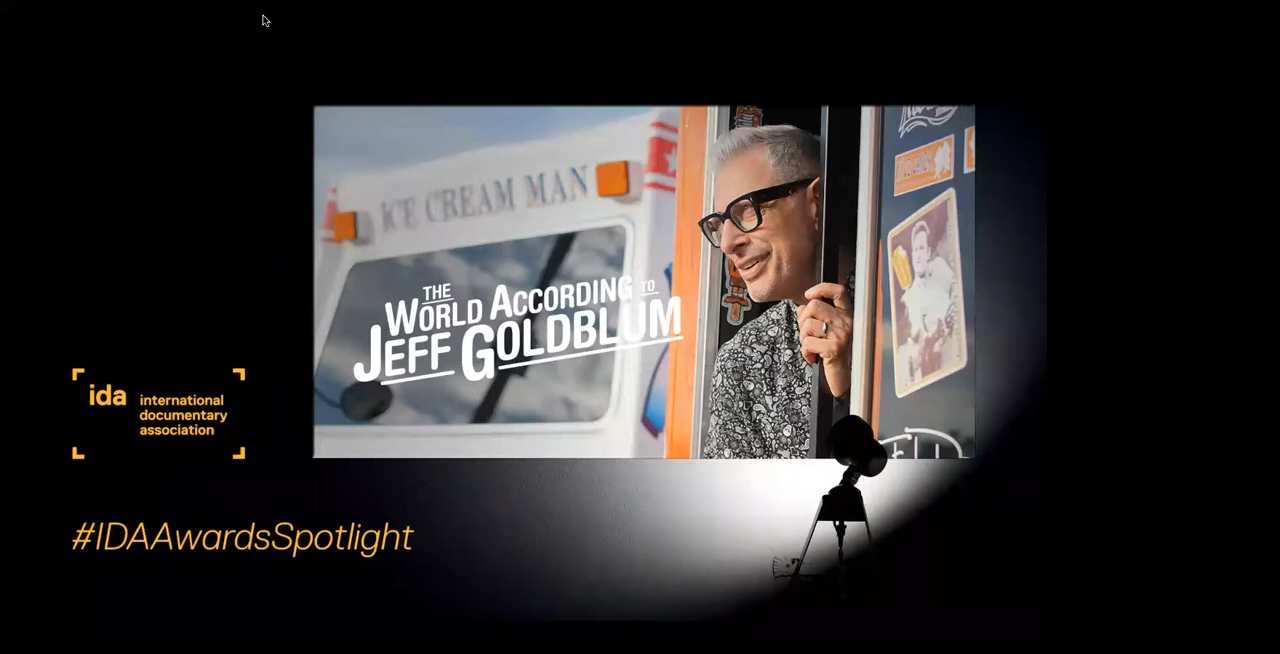 ICE CREAM MAN
THE
WORLD ACCORDING TO
JEFF GOLDBLUM
ida international
documentary
association
#IDAAwardsSpotlight